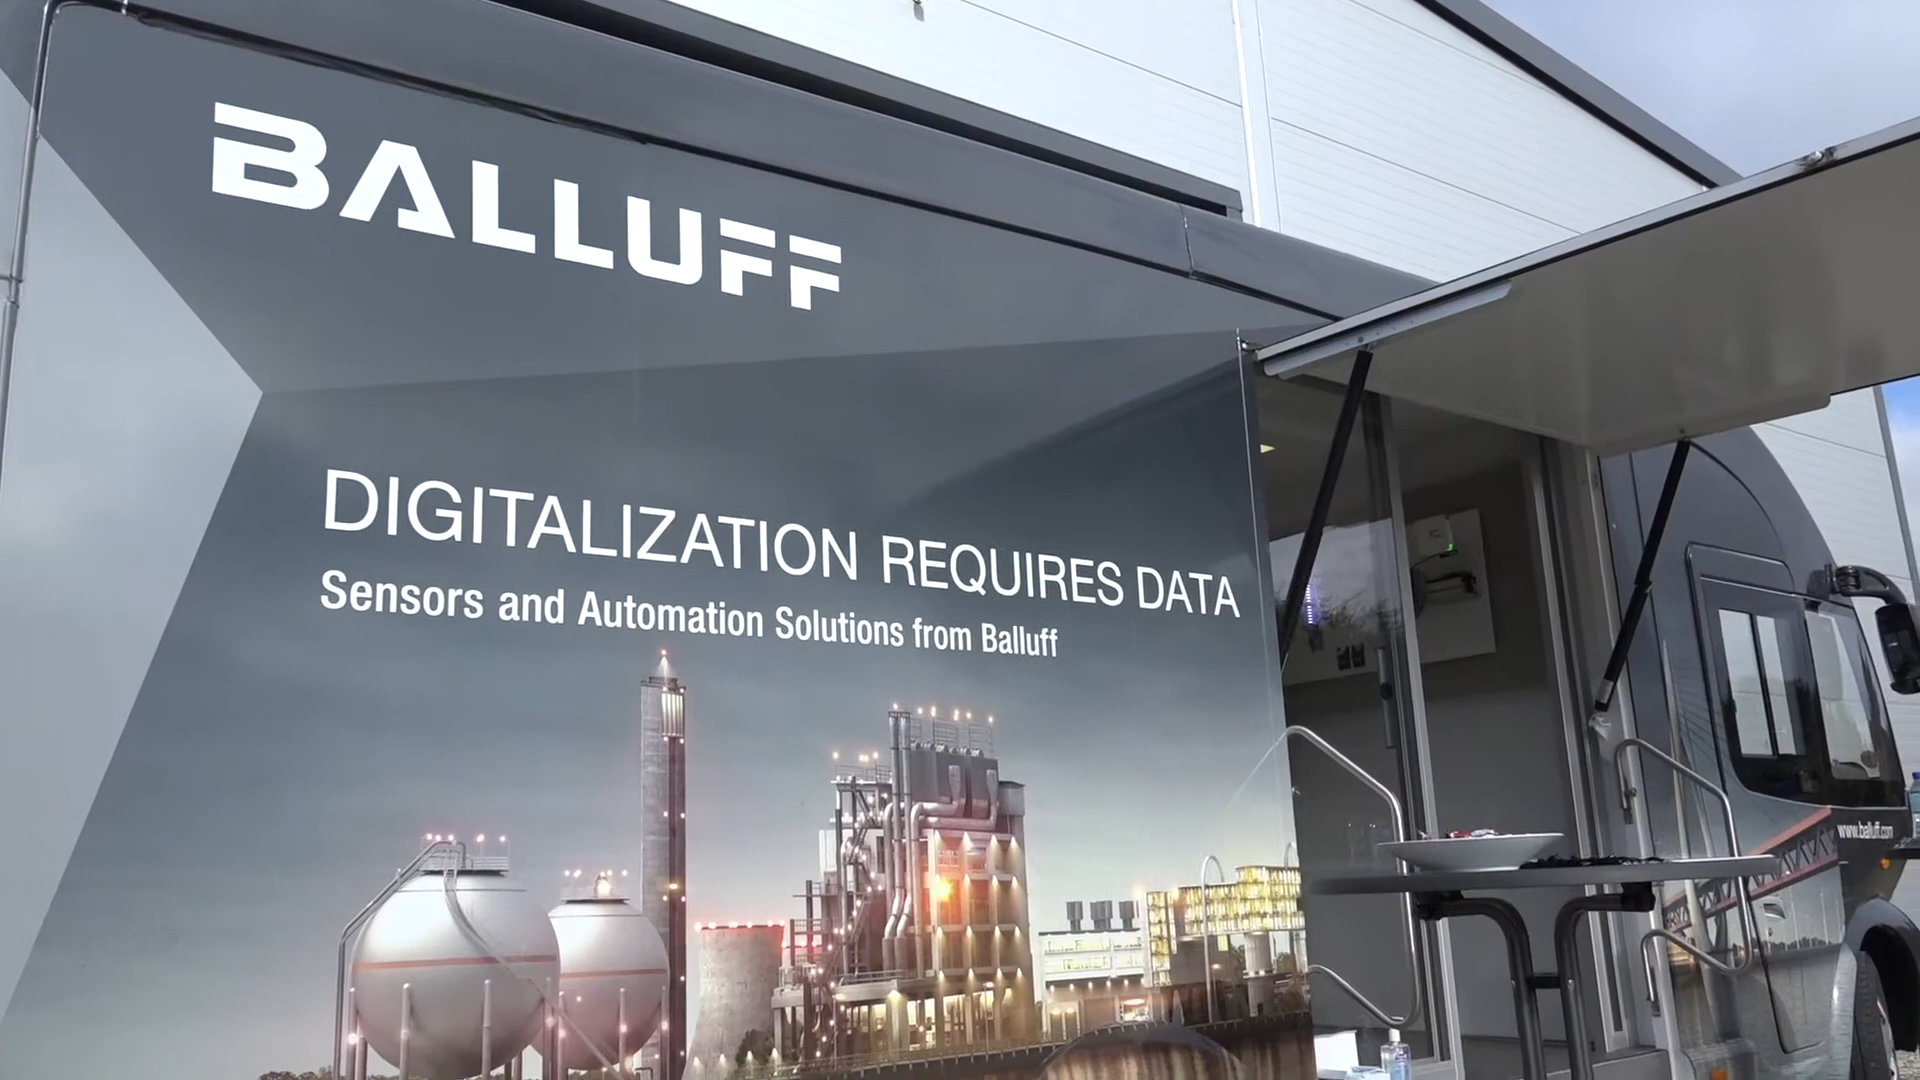 BALLUFF
DIGITALIZATION REQUIRES DATA
Sensors and Automation Solutions from Balluff
www.balluff.com